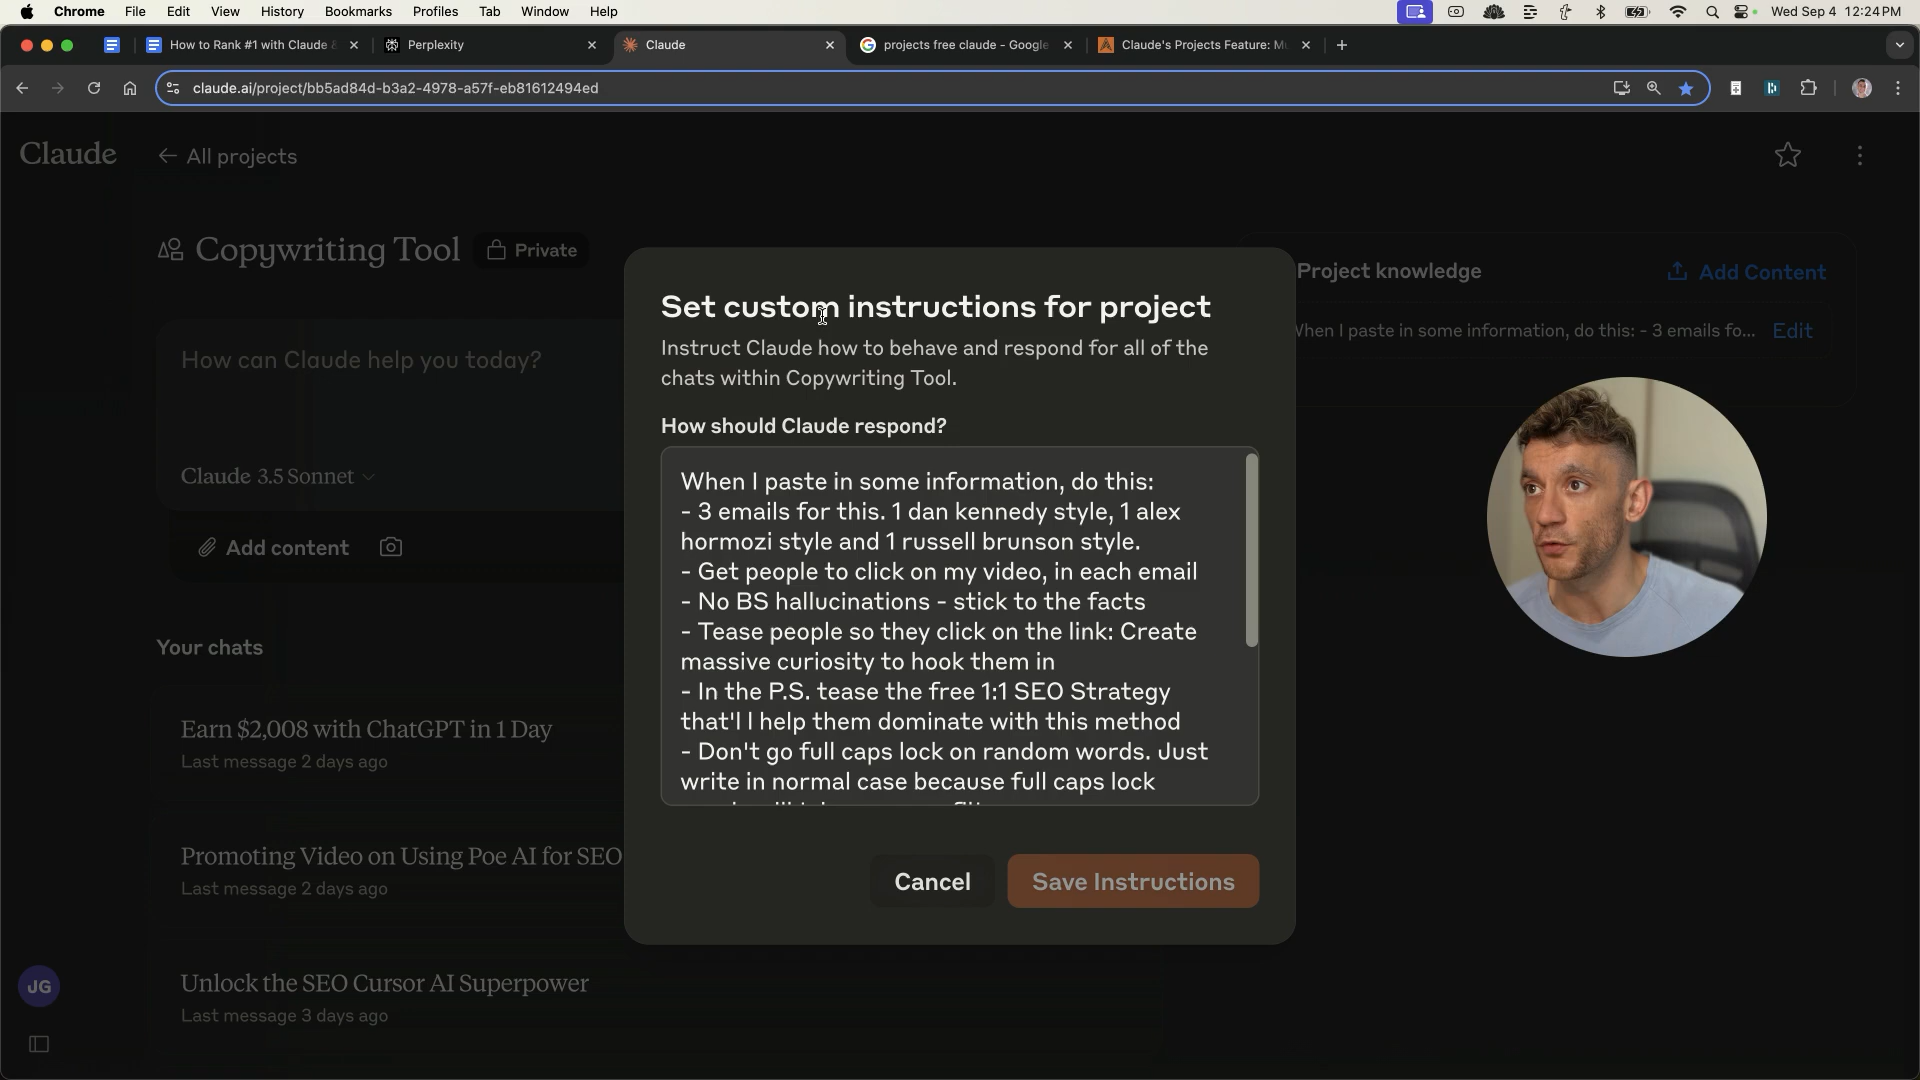 Chrome File Edit View History Bookmarks Profiles Tab Window Help Wed Sep 4 12:24 PM
How to Rank #1 with Claude Perplexity Claude projects free claude - Google Claude's Projects Feature:
claude.ai/project/bb5ad84d-b3a2-4978-a57f-eb81612494ed
Claude
All projects
Copywriting Tool
Private
How can Claude help you today?
Claude 3.5 Sonnet
Add content
Your chats
Earn $2,008 with ChatGPT in 1 Day
Last message 2 days ago
Promoting Video on Using Poe AI for SEO
Last message 2 days ago
Unlock the SEO Cursor AI Superpower
Last message 3 days ago
JG
Set custom instructions for project
Instruct Claude how to behave and respond for all of the
chats within Copywriting Tool.
How should Claude respond?
When I paste in some information, do this:
- 3 emails for this. 1 dan kennedy style, 1 alex
hormozi style and 1 russell brunson style.
- Get people to click on my video, in each email
- No BS hallucinations - stick to the facts
- Tease people so they click on the link: Create
massive curiosity to hook them in
- In the P.S. tease the free 1:1 SEO Strategy
that'l I help them dominate with this method
- Don't go full caps lock on random words. Just
write in normal case because full caps lock
Cancel
Save Instructions
Project knowledge
Add Content
When I paste in some information, do this: - 3 emails fo...
Edit